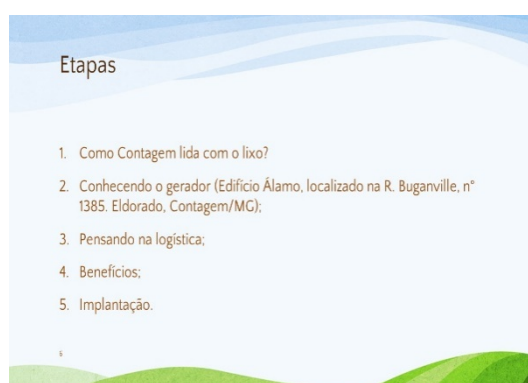 Etapas
1. Como Contagem lida com o lixo?
2. Conhecendo o gerador (Edifício Álamo, localizado na R. Buganville, n°
1385. Eldorado, Contagem/MG);
3. Pensando na logística;
4. Benefícios;
5. Implantação.